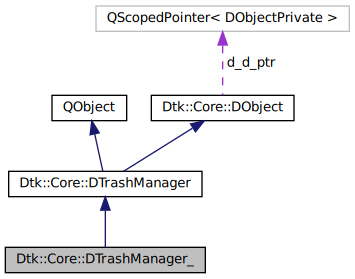 QScopedPointer< DObjectPrivate >
d_d_ptr
QObject
Dtk::Core::DObject
Dtk::Core::DTrashManager
Dtk::Core::DTrashManager_